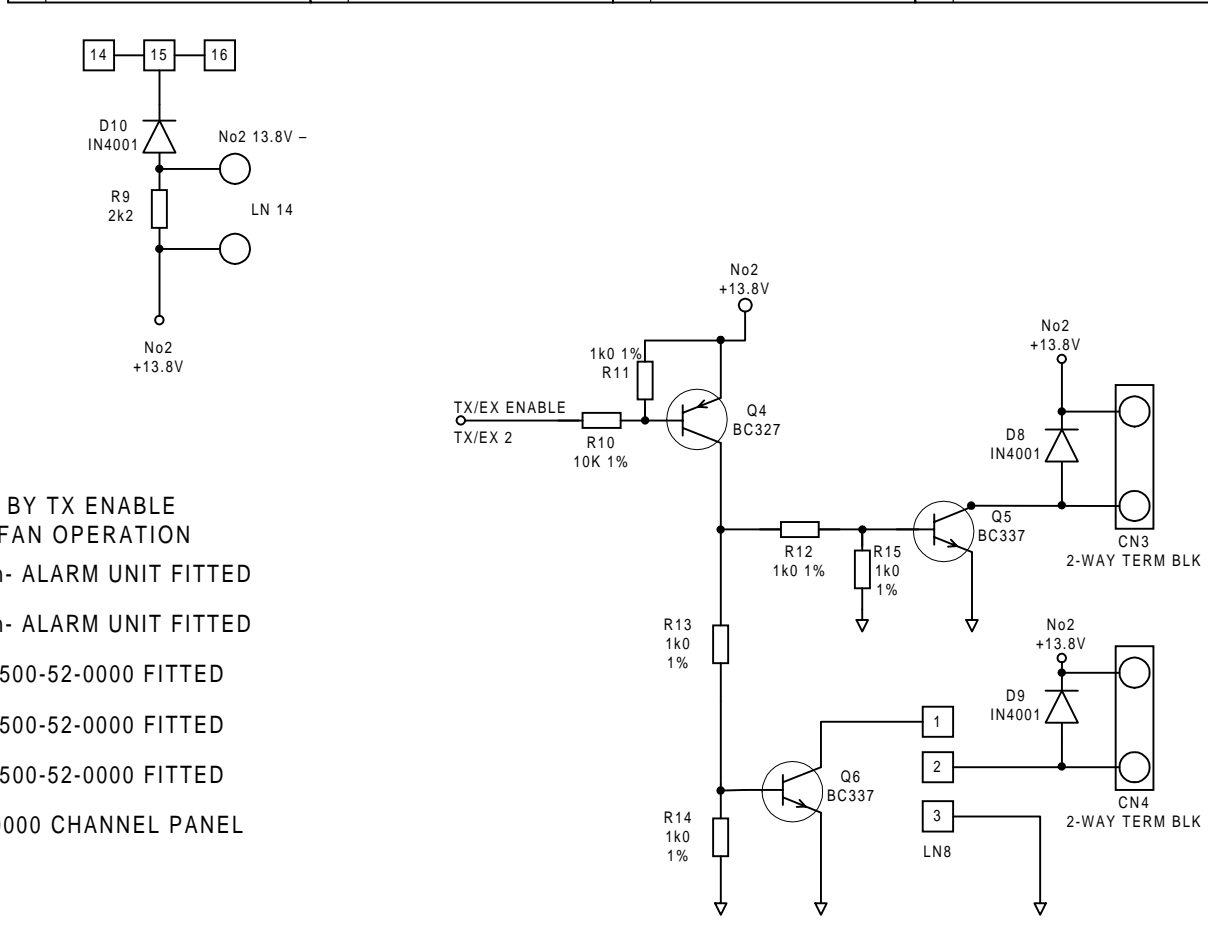 14 15 16
D10
IN4001
No2 13.8V –
R9
2k2
LN 14
No2
+13.8V
No2
+13.8V
1k0 1%
R11
TX/EX ENABLE
TX/EX 2
R10
10K 1%
Q4
BC327
No2
+13.8V
D8
IN4001
Q5
BC337
CN3
2-WAY TERM BLK
R12
1k0 1%
R15
1k0
1%
BY TX ENABLE
FAN OPERATION
- ALARM UNIT FITTED
- ALARM UNIT FITTED
500-52-0000 FITTED
500-52-0000 FITTED
500-52-0000 FITTED
0000 CHANNEL PANEL
R13
1k0
1%
No2
+13.8V
D9
IN4001
1
2
3
LN8
Q6
BC337
CN4
2-WAY TERM BLK
R14
1k0
1%